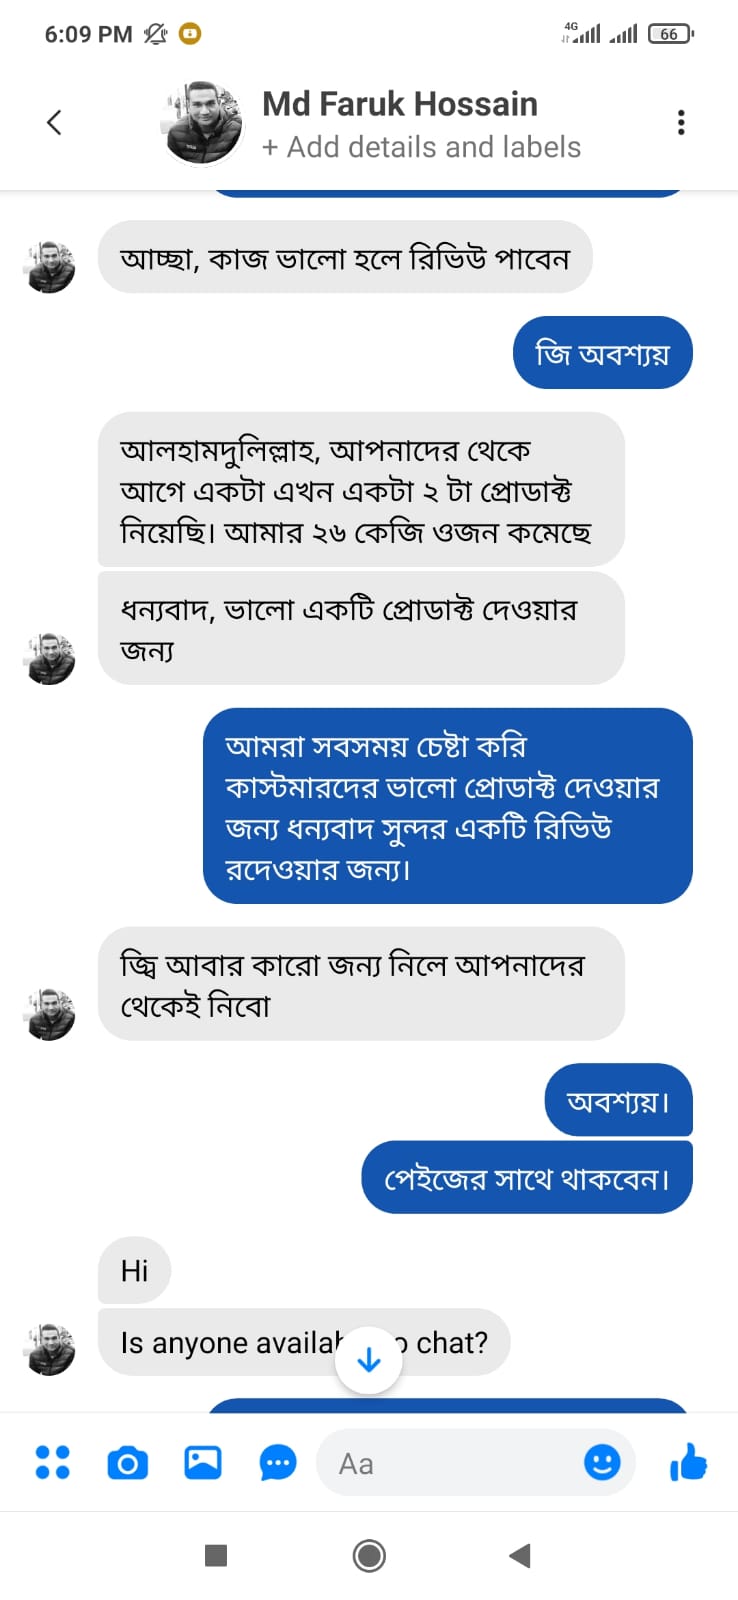 6:09 PM
4G
66
Md Faruk Hossain
+ Add details and labels
আচ্ছা, কাজ ভালো হলে রিভিউ পাবেন
জি অবশ্যয়
আলহামদুলিল্লাহ, আপনাদের থেকে
আগে একটা এখন একটা ২ টা প্রোডাক্ট
নিয়েছি। আমার ২৬ কেজি ওজন কমেছে
ধন্যবাদ, ভালো একটি প্রোডাক্ট দেওয়ার
জন্য
আমরা সবসময় চেষ্টা করি
কাস্টমারদের ভালো প্রোডাক্ট দেওয়ার
জন্য ধন্যবাদ সুন্দর একটি রিভিউ
রদেওয়ার জন্য।
জ্বি আবার কারো জন্য নিলে আপনাদের
থেকেই নিবো
অবশ্যয়।
পেইজের সাথে থাকবেন।
Hi
Is anyone chat?
Aa